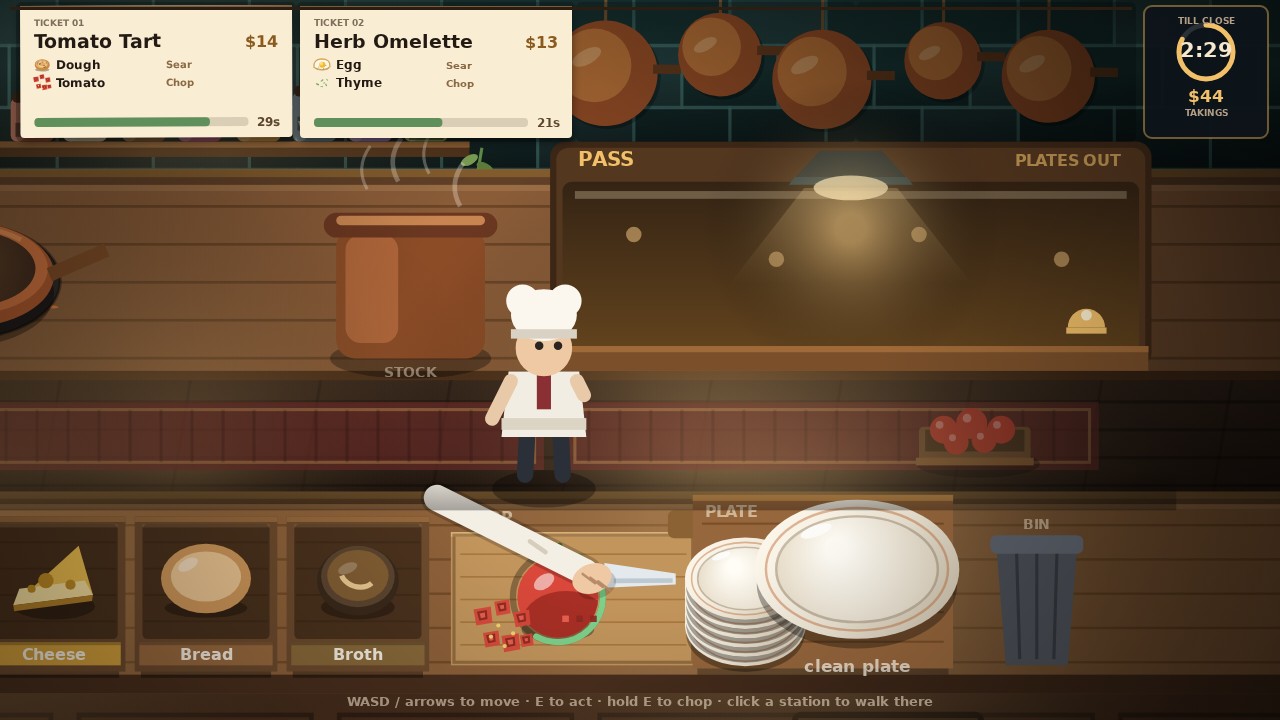 TICKET 01
Tomato Tart $14
Dough Sear
Tomato Chop
29s
TICKET 02
Herb Omelette $13
Egg Sear
Thyme Chop
21s
TILL CLOSE
2:29
$44
TAKINGS
PASS
PLATES OUT
STOCK
PLATE
BIN
Cheese
Bread
Broth
clean plate
WASD / arrows to move · E to act · hold E to chop · click a station to walk there